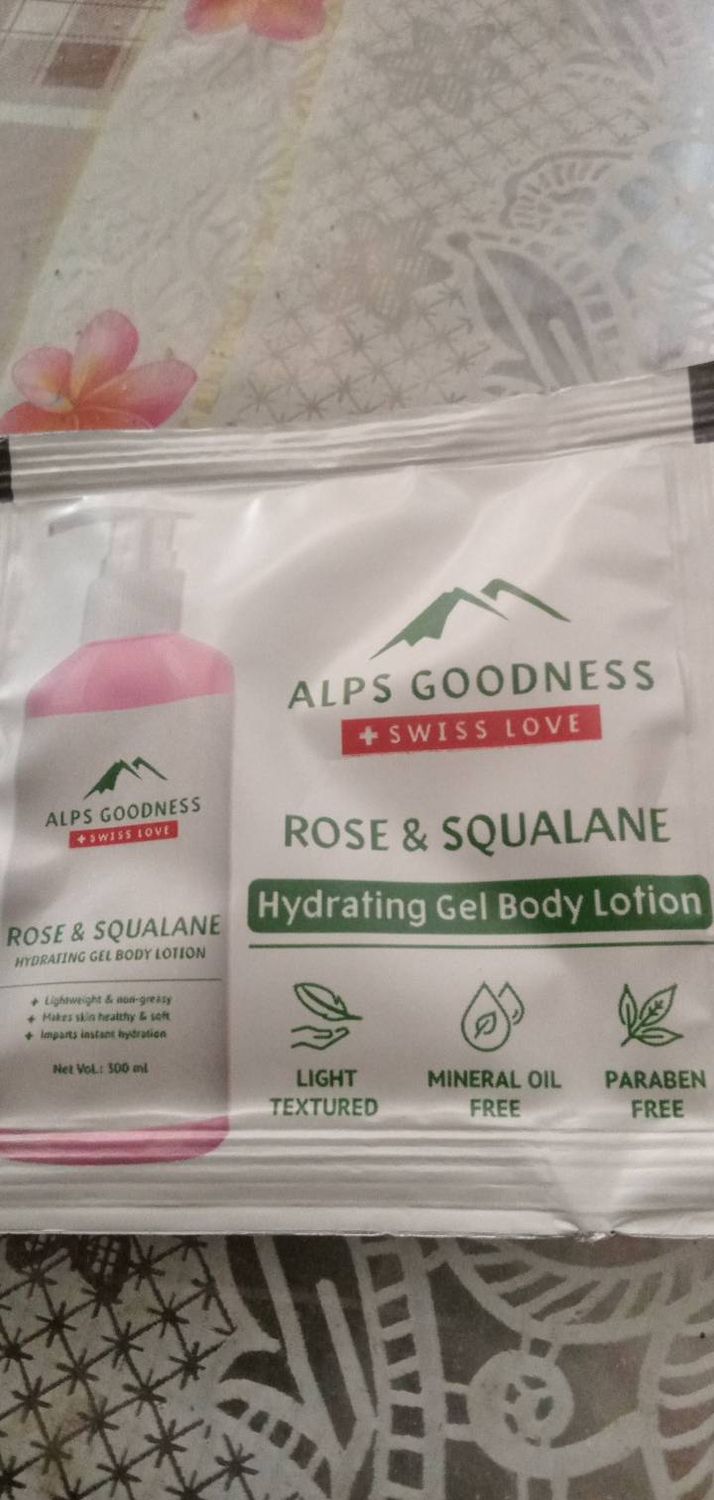 ALPS GOODNESS
SWISS LOVE
ROSE & SQUALANE
Hydrating Gel Body Lotion
LIGHT TEXTURED
MINERAL OIL FREE
PARABEN FREE
ALPS GOODNESS
SWISS LOVE
ROSE & SQUALANE
HYDRATING GEL BODY LOTION
Lightweight & non-greasy
Makes skin healthy & soft
Imparts instant hydration
Net Vol.: 300 ml